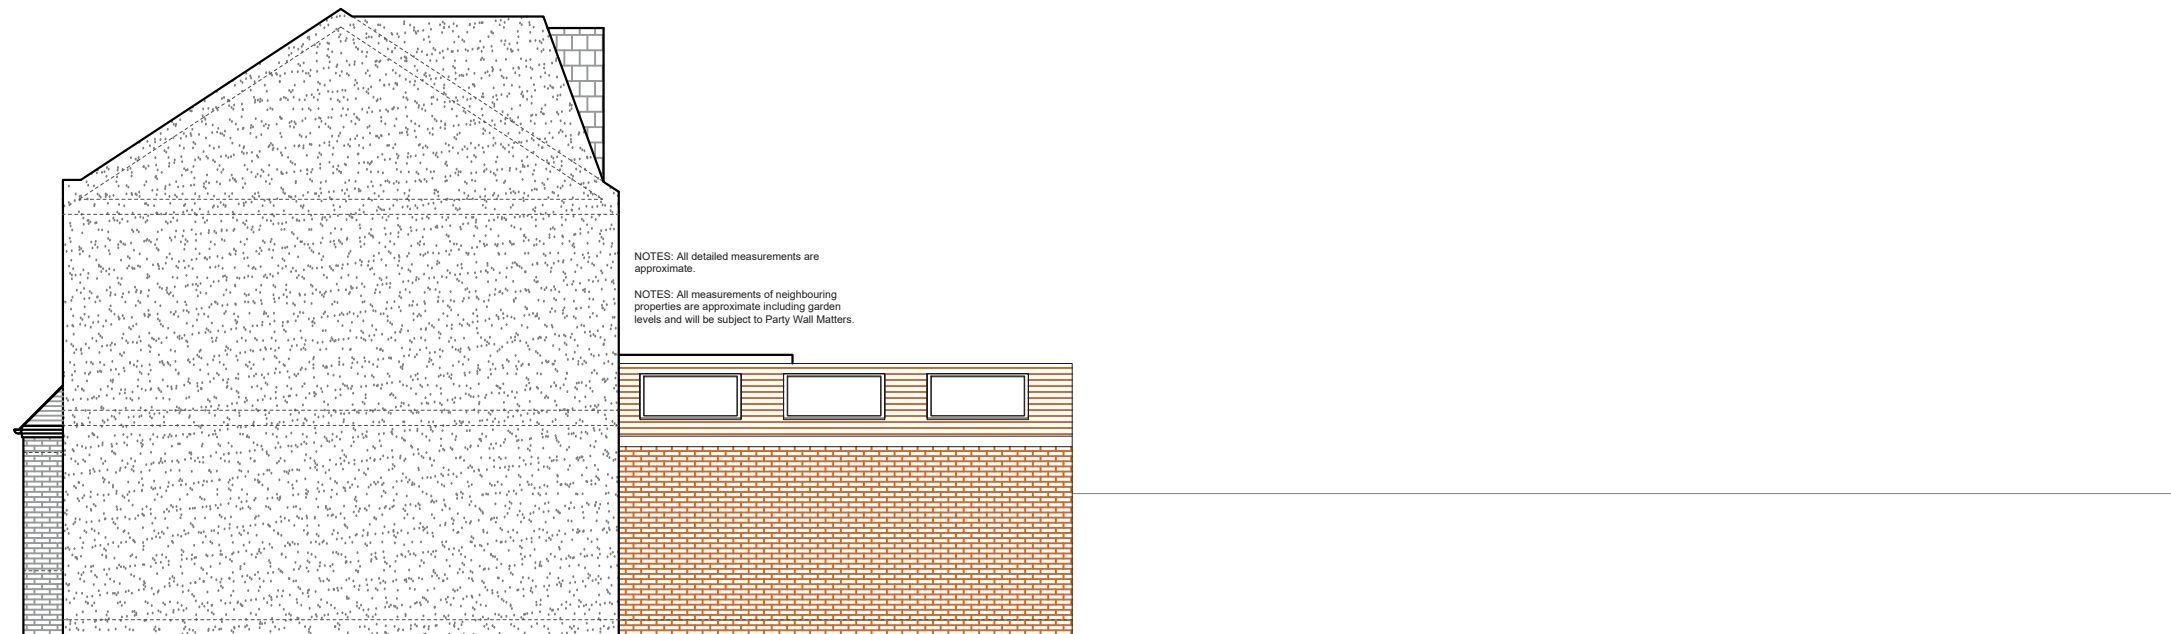 NOTES: All detailed measurements are
approximate.
NOTES: All measurements of neighbouring
properties are approximate including garden
levels and will be subject to Party Wall Matters.